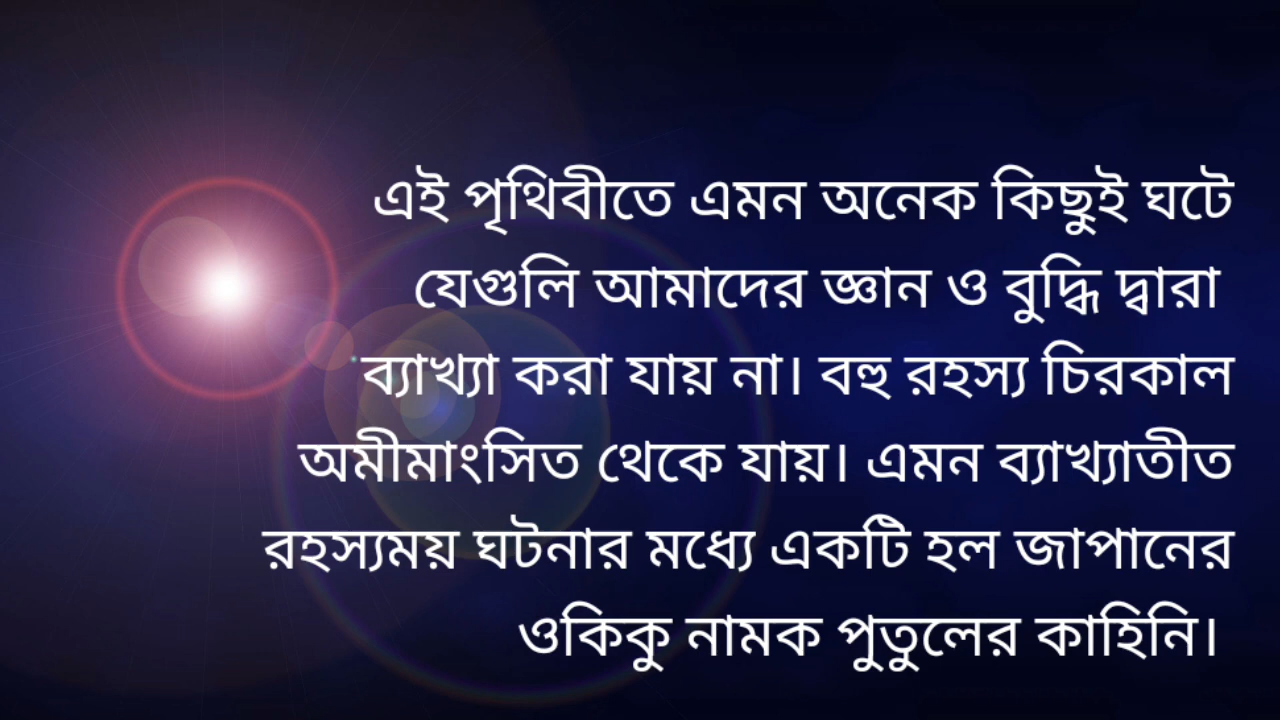 এই পৃথিবীতে এমন অনেক কিছুই ঘটে
যেগুলি আমাদের জ্ঞান ও বুদ্ধি দ্বারা
ব্যাখ্যা করা যায় না। বহু রহস্য চিরকাল
অমীমাংসিত থেকে যায়। এমন ব্যাখ্যাতীত
রহস্যময় ঘটনার মধ্যে একটি হল জাপানের
ওকিকু নামক পুতুলের কাহিনি।